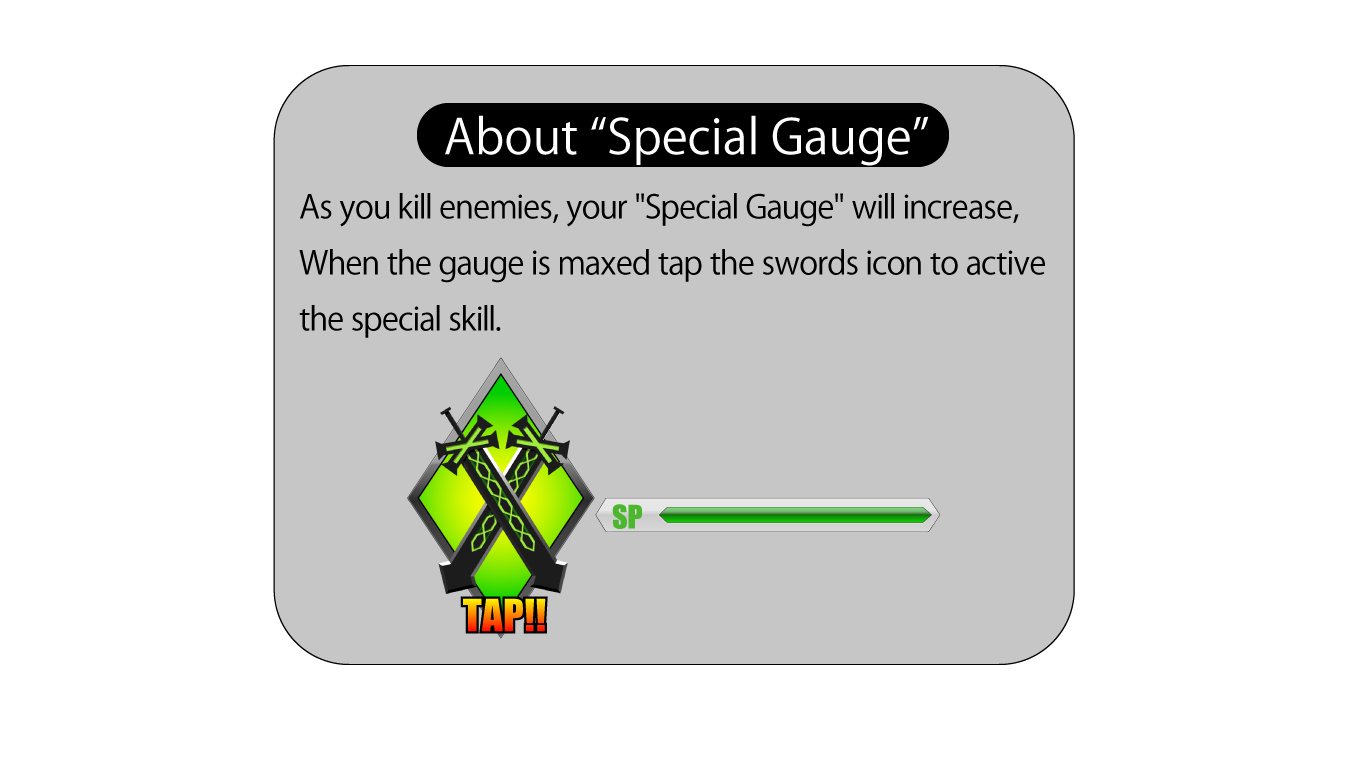 About “Special Gauge”
As you kill enemies, your "Special Gauge" will increase,
When the gauge is maxed tap the swords icon to active
the special skill.
SP
TAP!!